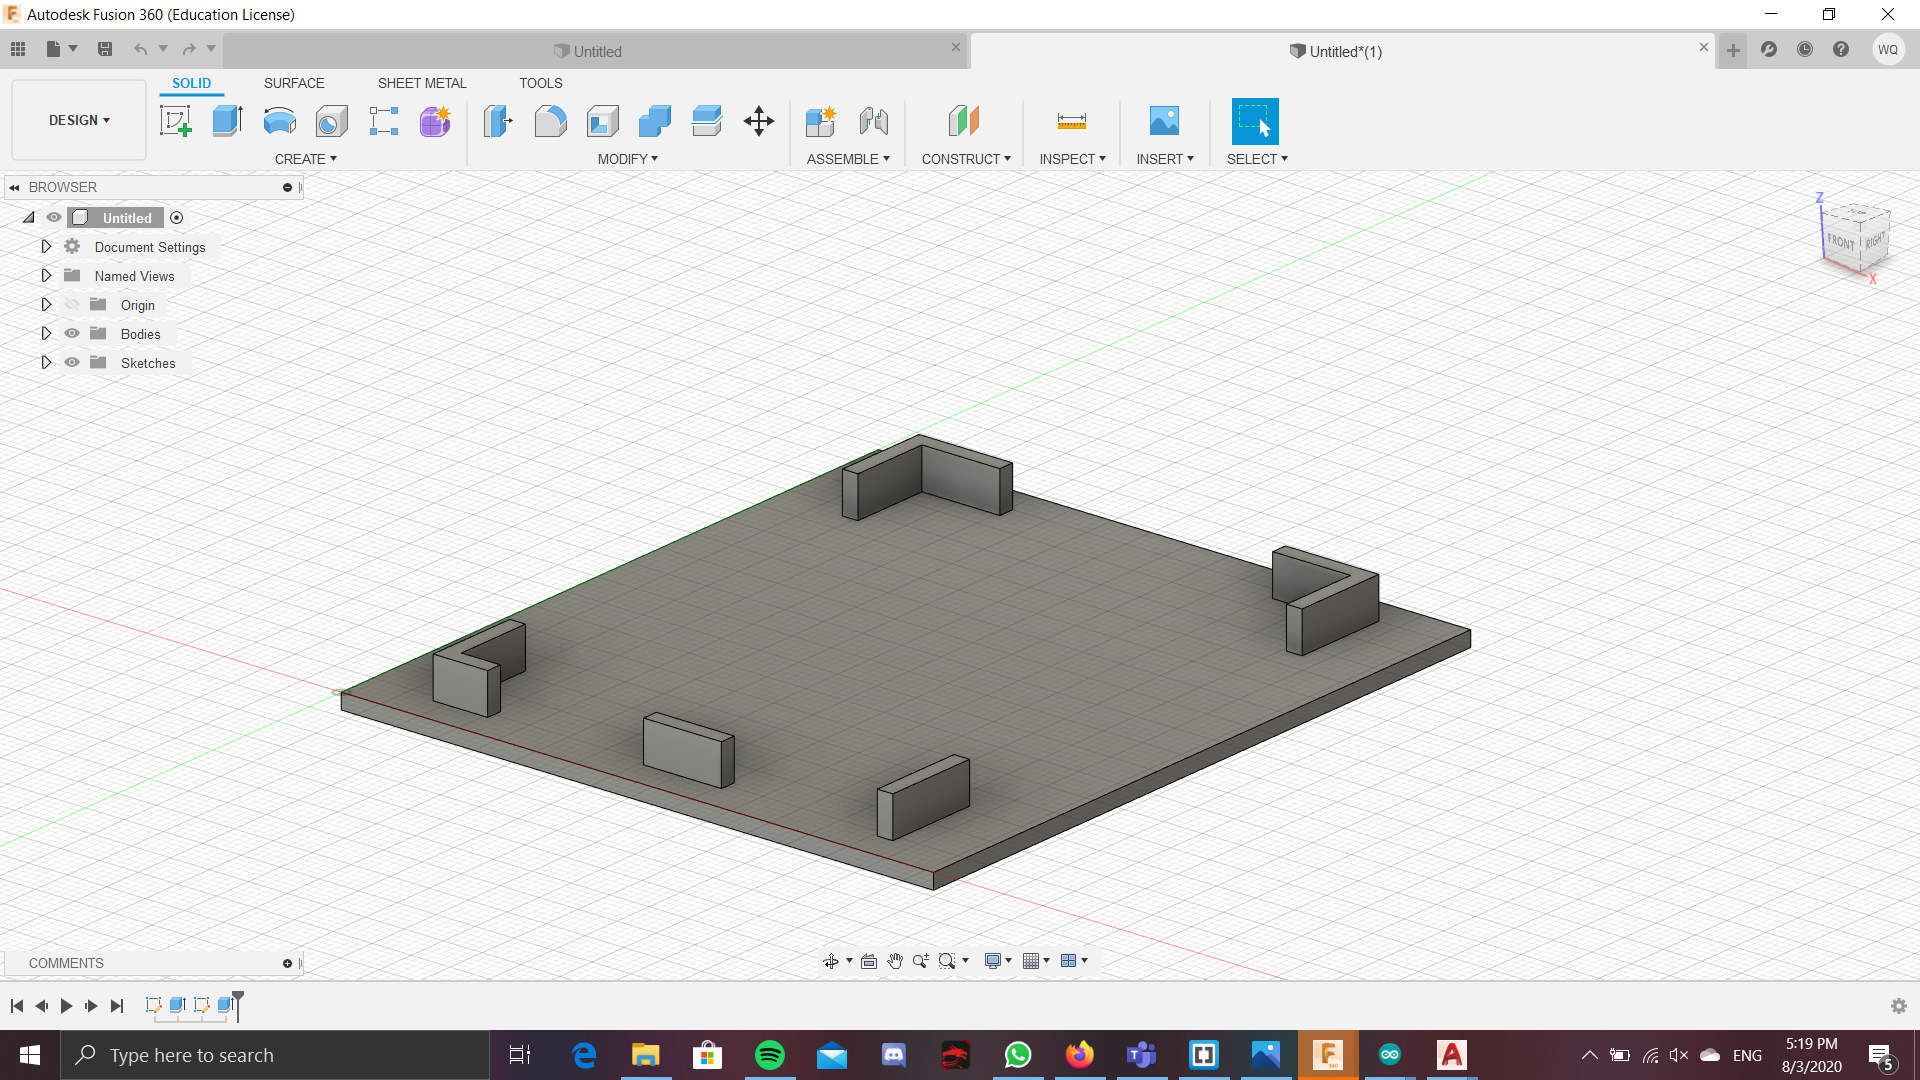 Autodesk Fusion 360 (Education License)
Untitled
Untitled*(1)
WQ
DESIGN
SOLID
SURFACE
SHEET METAL
TOOLS
CREATE
MODIFY
ASSEMBLE
CONSTRUCT
INSPECT
INSERT
SELECT
BROWSER
Untitled
Document Settings
Named Views
Origin
Bodies
Sketches
Z
FRONT
RIGHT
X
COMMENTS
Type here to search
ENG
5:19 PM
8/3/2020
5